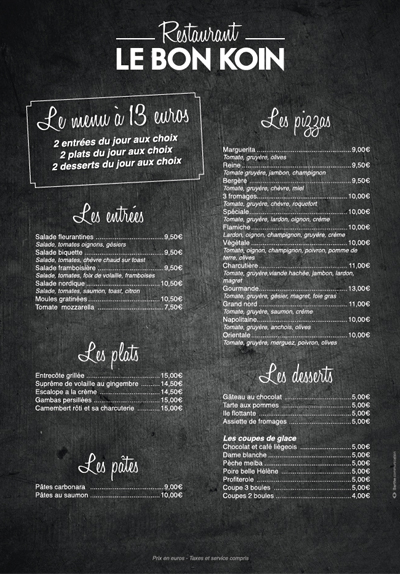 Restaurant
LE BON KOIN
Le menu à 13 euros
2 entrées du jour aux choix
2 plats du jour aux choix
2 desserts du jour aux choix
Les entrées
Salade fleurantines 9,50€
Salade, tomates oignons, gésiers
Salade biquette 9,50€
Salade, tomates, chèvre chaud sur toast
Salade framboisière 9,50€
Salade, tomates, foix de volaille, framboises
Salade nordique 10,50€
Salade, tomates, saumon, toast, citron
Moules gratinées 10,50€
Tomate mozzarella 7,50€
Les plats
Entrecôte grillée 15,00€
Suprême de volaille au gingembre 14,50€
Escalope a la crème 14,50€
Gambas persillées 15,00€
Camembert rôti et sa charcuterie 15,00€
Les pâtes
Pâtes carbonara 9,00€
Pâtes au saumon 10,00€
Les pizzas
Marguerita 9,00€
Tomate, gruyère, olives
Reine 9,50€
Tomate gruyère, jambon, champignon
Bergère 9,50€
Tomate, gruyère, chèvre, miel
3 fromages 10,00€
Tomate, gruyère, chèvre, roquefort
Spéciale 10,00€
Tomate, gruyère, lardon, oignon, crème
Flamiche 10,00€
Lardon, oignon, champignon, gruyère, crème
Végétale 10,00€
Tomate, oignon, champignon, poivron, pomme de
terre, olives
Charcutière 11,00€
Tomate, gruyère,viande hachée, jambon, lardon,
magret
Gourmande 13,00€
Tomate, gruyère, gésier, magret, foie gras
Grand nord 11,00€
Tomate, gruyère, saumon, crème
Napolitaine 10,00€
Tomate, gruyère, anchois, olives
Orientale 10,00€
Tomate, gruyère, merguez, poivron, olives
Les desserts
Gâteau au chocolat 5,00€
Tarte aux pommes 5,00€
Ile flottante 5,00€
Assiette de fromages 5,00€
Les coupes de glace
Chocolat et café liégeois 5,00€
Dame blanche 5,00€
Pèche melba 5,00€
Poire belle Hélène 5,00€
Profiterole 5,00€
Coupe 3 boules 5,00€
Coupes 2 boules 4,00€
Prix en euros - Taxes et service compris